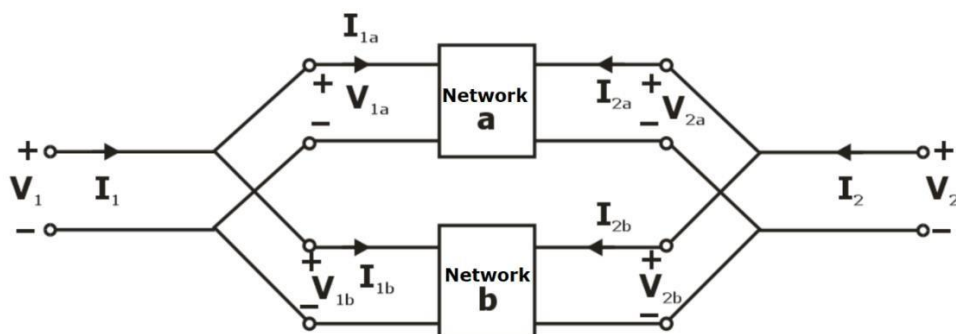 I1a
+ V1a −
Network a
I2a
+ V2a −
+ V1 −
I1
I2
+ V2 −
I2b
+ V1b −
I1b
Network b
+ V2b −